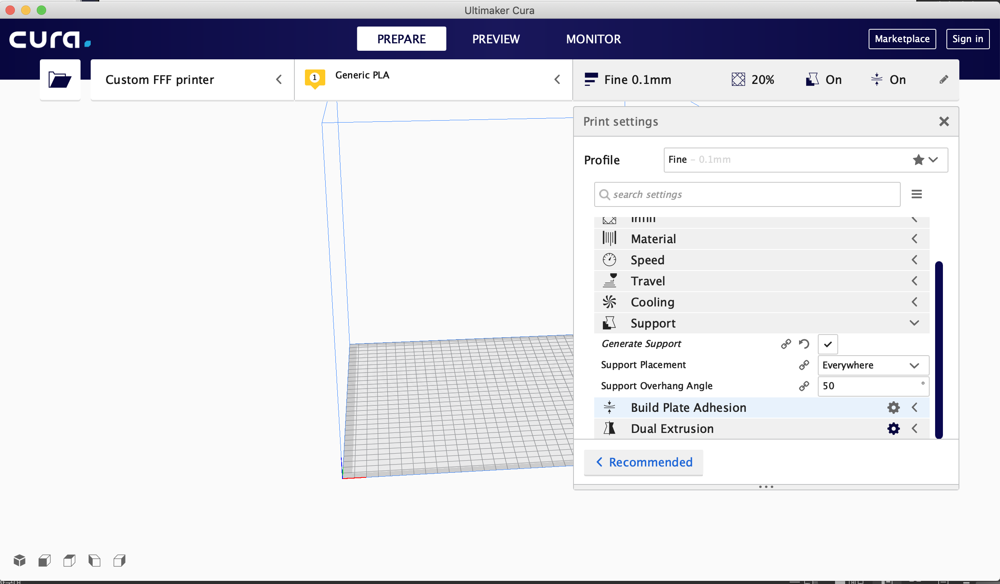 Ultimaker Cura
cura.
PREPARE
PREVIEW
MONITOR
Marketplace
Sign in
Custom FFF printer
1
Generic PLA
Fine 0.1mm
20%
On
On
Print settings
Profile
Fine – 0.1mm
search settings
Infill
Material
Speed
Travel
Cooling
Support
Generate Support
Support Placement
Everywhere
Support Overhang Angle
50 °
Build Plate Adhesion
Dual Extrusion
Recommended